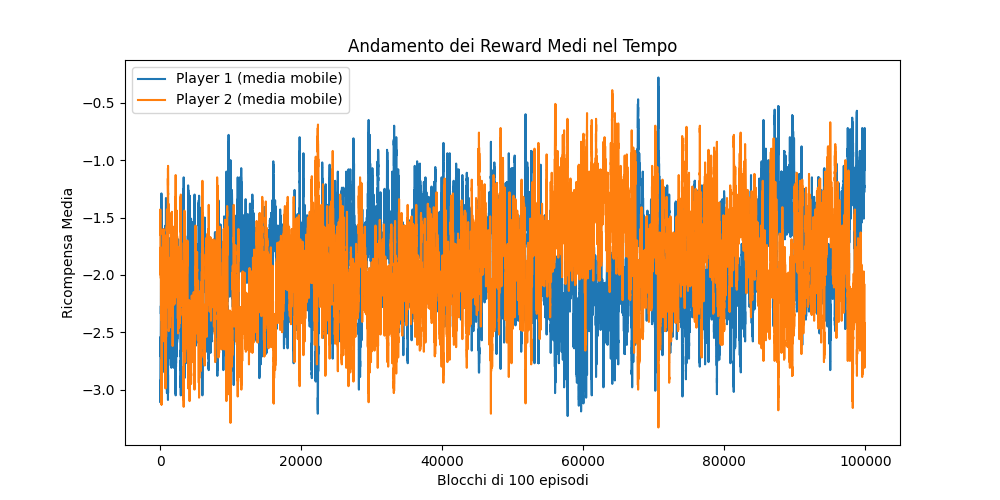 Andamento dei Reward Medi nel Tempo
Player 1 (media mobile)
Player 2 (media mobile)
Ricompensa Media
−0.5
−1.0
−1.5
−2.0
−2.5
−3.0
0 20000 40000 60000 80000 100000
Blocchi di 100 episodi